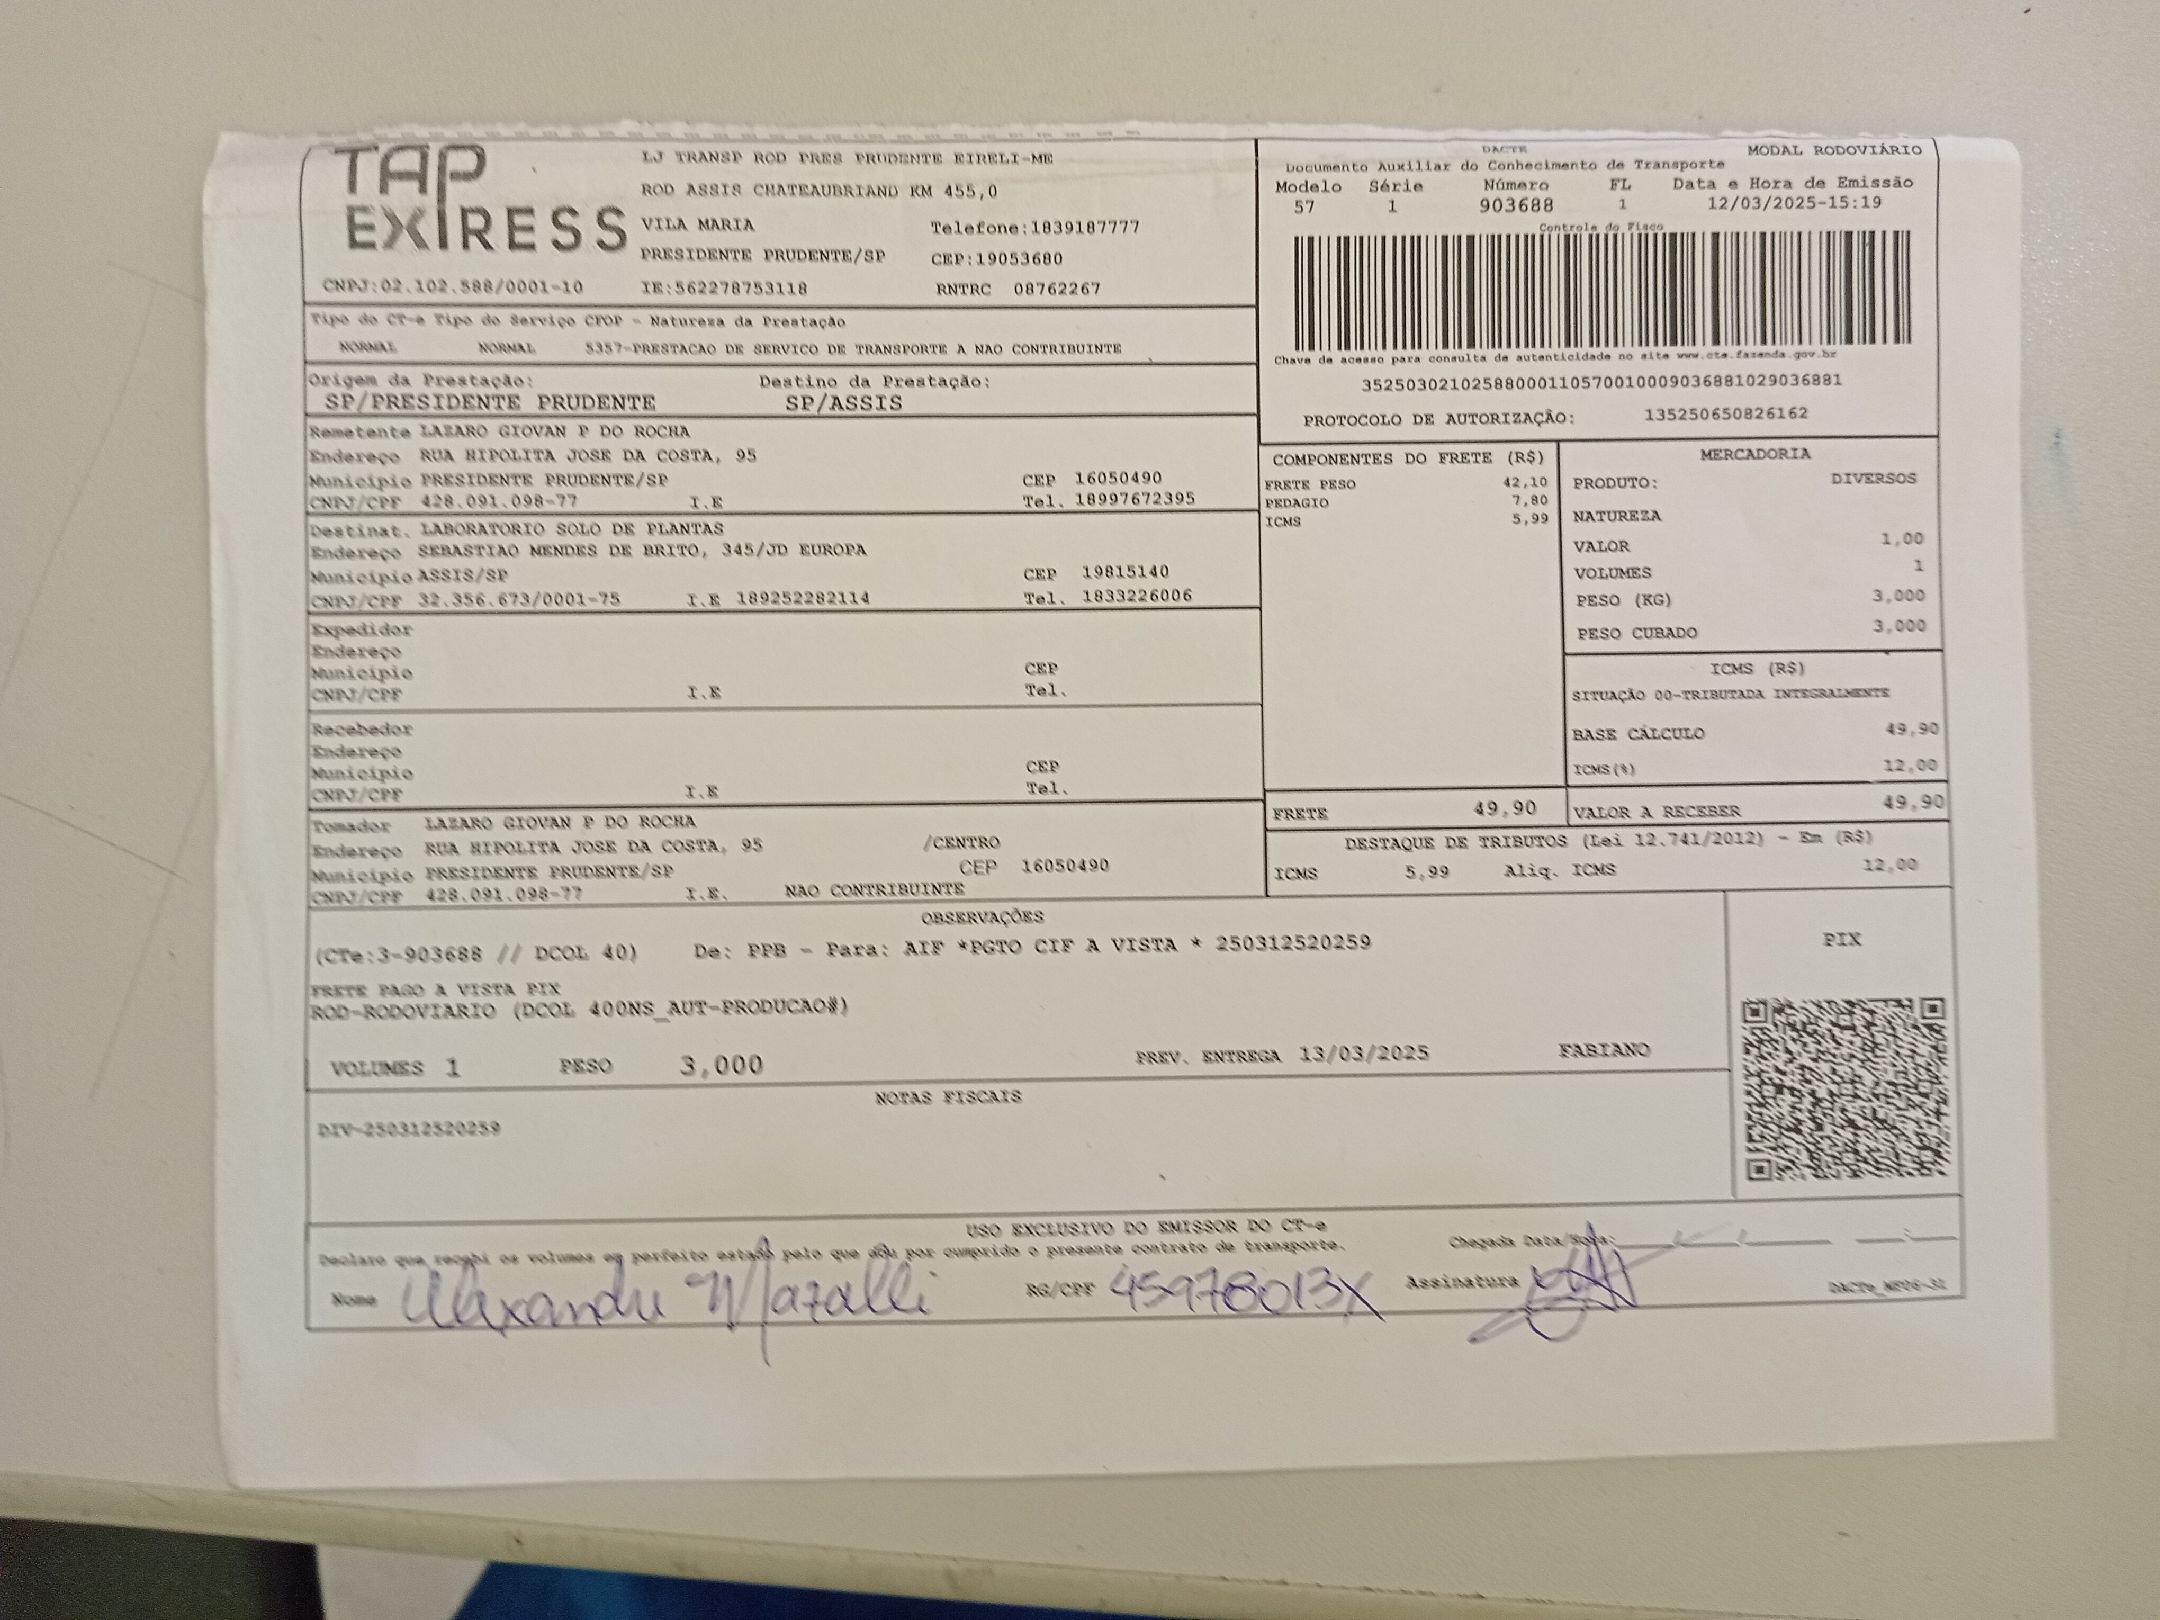 TAP EXPRESS
LJ TRANSP ROD PRES PRUDENTE EIRELI-ME
ROD ASSIS CHATEAUBRIAND KM 455,0
VILA MARIA Telefone:1839187777
PRESIDENTE PRUDENTE/SP CEP:19053680
CNPJ:02.102.588/0001-10 IE:562278753118 RNTRC 08762267
DACTE MODAL RODOVIÁRIO
Documento Auxiliar do Conhecimento de Transporte
Modelo Série Número FL Data e Hora de Emissão
57 1 903688 1 12/03/2025-15:19
Controle do Fisco
Chave de acesso para consulta de autenticidade no site www.cte.fazenda.gov.br
35250302102588000110570010009036881029036881
PROTOCOLO DE AUTORIZAÇÃO: 135250650826162
Tipo do CT-e Tipo do Serviço CFOP - Natureza da Prestação
NORMAL NORMAL 5357-PRESTACAO DE SERVICO DE TRANSPORTE A NAO CONTRIBUINTE
Origem da Prestação: Destino da Prestação:
SP/PRESIDENTE PRUDENTE SP/ASSIS
Remetente LAZARO GIOVAN P DO ROCHA
Endereço RUA HIPOLITA JOSE DA COSTA, 95
Município PRESIDENTE PRUDENTE/SP CEP 16050490
CNPJ/CPF 428.091.098-77 I.E Tel. 18997672395
Destinat. LABORATORIO SOLO DE PLANTAS
Endereço SEBASTIAO MENDES DE BRITO, 345/JD EUROPA
Município ASSIS/SP CEP 19815140
CNPJ/CPF 32.356.673/0001-75 I.E 189252282114 Tel. 1833226006
Expedidor
Endereço
Município CEP
CNPJ/CPF I.E Tel.
Recebedor
Endereço
Município CEP
CNPJ/CPF I.E Tel.
Tomador LAZARO GIOVAN P DO ROCHA
Endereço RUA HIPOLITA JOSE DA COSTA, 95 /CENTRO
Município PRESIDENTE PRUDENTE/SP CEP 16050490
CNPJ/CPF 428.091.098-77 I.E. NAO CONTRIBUINTE
COMPONENTES DO FRETE (R$)
FRETE PESO 42,10
PEDAGIO 7,80
ICMS 5,99
MERCADORIA
PRODUTO: DIVERSOS
NATUREZA
VALOR 1,00
VOLUMES 1
PESO (KG) 3,000
PESO CUBADO 3,000
ICMS (R$)
SITUAÇÃO 00-TRIBUTADA INTEGRALMENTE
BASE CÁLCULO 49,90
ICMS(%) 12,00
FRETE 49,90 VALOR A RECEBER 49,90
DESTAQUE DE TRIBUTOS (Lei 12.741/2012) - Em (R$)
ICMS 5,99 Aliq. ICMS 12,00
OBSERVAÇÕES
(CTe:3-903688 // DCOL 40) De: PPB - Para: AIF *PGTO CIF A VISTA * 250312520259
FRETE PAGO A VISTA PIX
ROD-RODOVIARIO (DCOL 400NS_AUT-PRODUCAO#)
VOLUMES 1 PESO 3,000 PREV. ENTREGA 13/03/2025 FABIANO
PIX
NOTAS FISCAIS
DIV-250312520259
USO EXCLUSIVO DO EMISSOR DO CT-e
Declaro que recebi os volumes em perfeito estado pelo que dou por cumprido o presente contrato de transporte. Chegada Data/Hora:
Nome Alexandre Mazalli RG/CPF 45978013X Assinatura